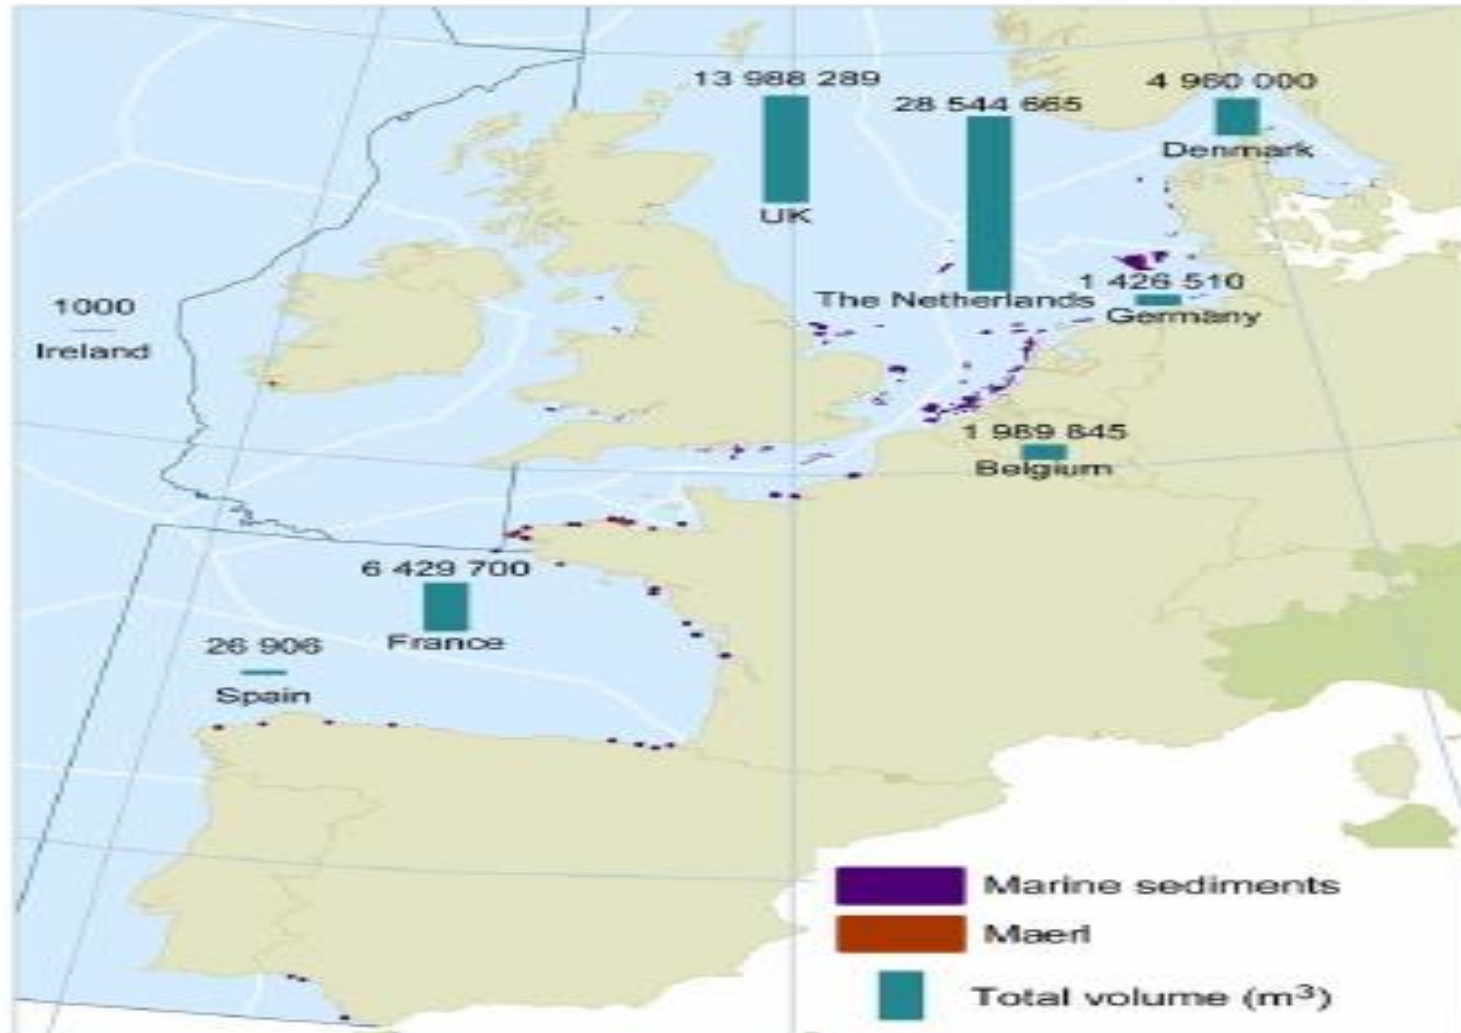 13 988 289
UK
28 544 665
The Netherlands
4 960 000
Denmark
1 426 510
Germany
1000
Ireland
1 989 845
Belgium
6 429 700
France
26 906
Spain
Marine sediments
Maerl
Total volume (m³)